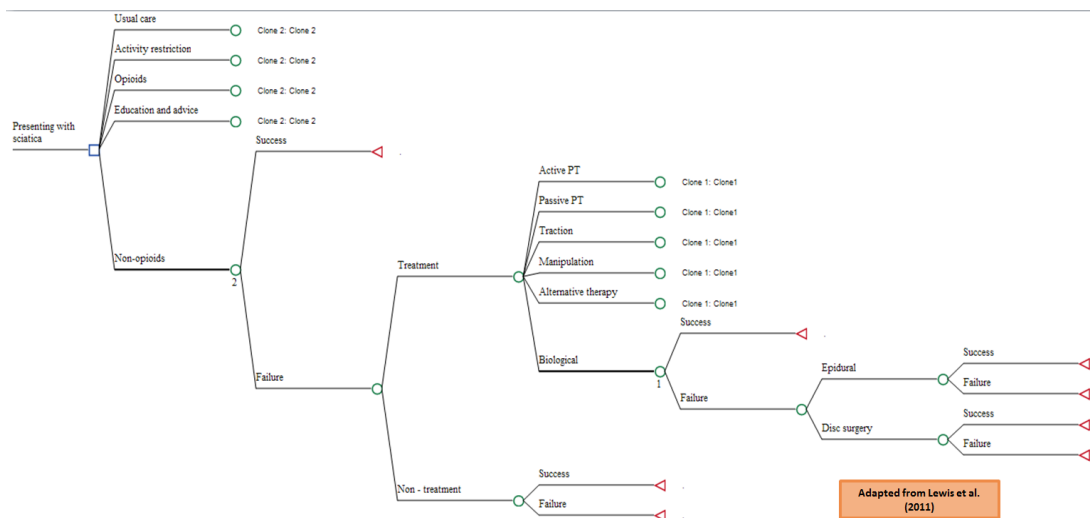 Usual care
Clone 2: Clone 2
Activity restriction
Clone 2: Clone 2
Opioids
Clone 2: Clone 2
Education and advice
Clone 2: Clone 2
Presenting with
sciatica
Success
Non-opioids
2
Failure
Treatment
Active PT
Clone 1: Clone1
Passive PT
Clone 1: Clone1
Traction
Clone 1: Clone1
Manipulation
Clone 1: Clone1
Alternative therapy
Clone 1: Clone1
Biological
1
Success
Failure
Epidural
Success
Failure
Disc surgery
Success
Failure
Non - treatment
Success
Failure
Adapted from Lewis et al.
(2011)